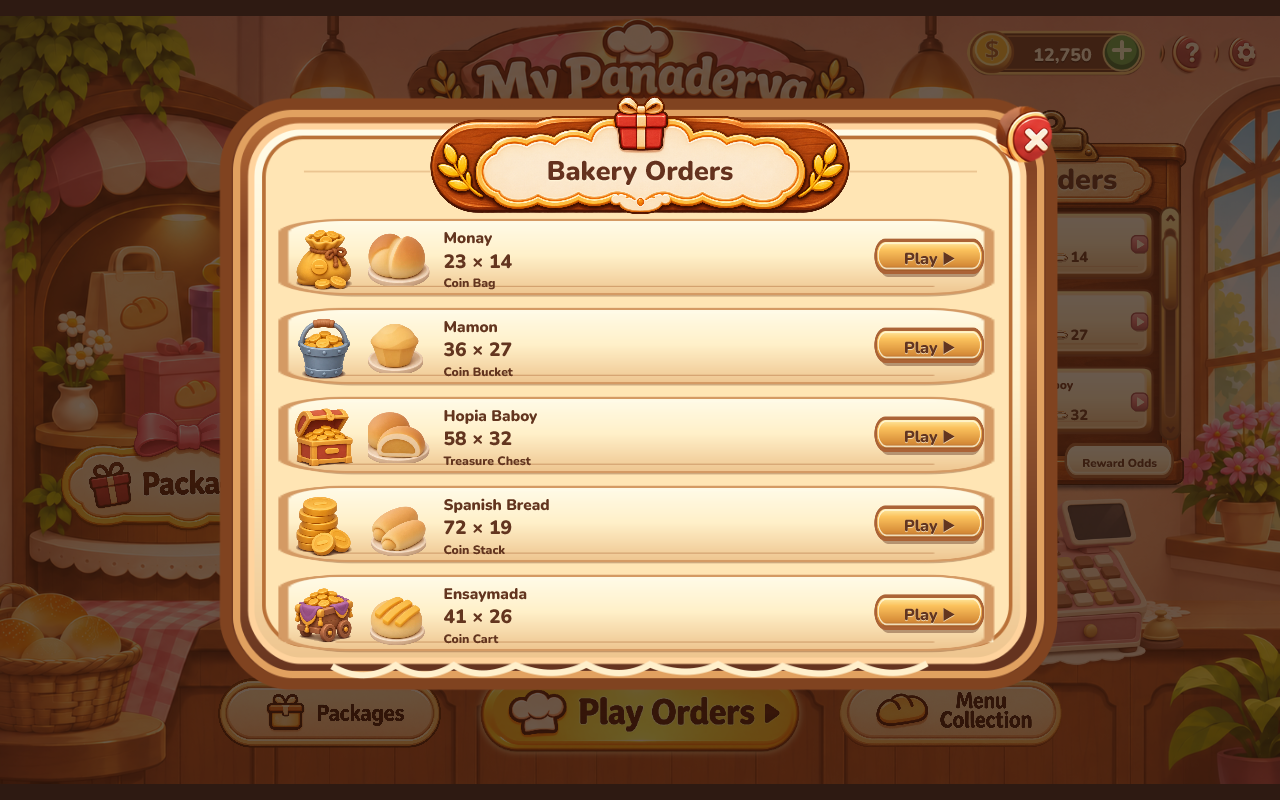 My Panaderya
12,750
?
Bakery Orders
ders
Monay
23 × 14
Coin Bag
Play
14
Mamon
36 × 27
Coin Bucket
Play
27
Hopia Baboy
58 × 32
Treasure Chest
Play
oy
32
Reward Odds
Packa
Spanish Bread
72 × 19
Coin Stack
Play
Ensaymada
41 × 26
Coin Cart
Play
Packages
Play Orders
Menu
Collection